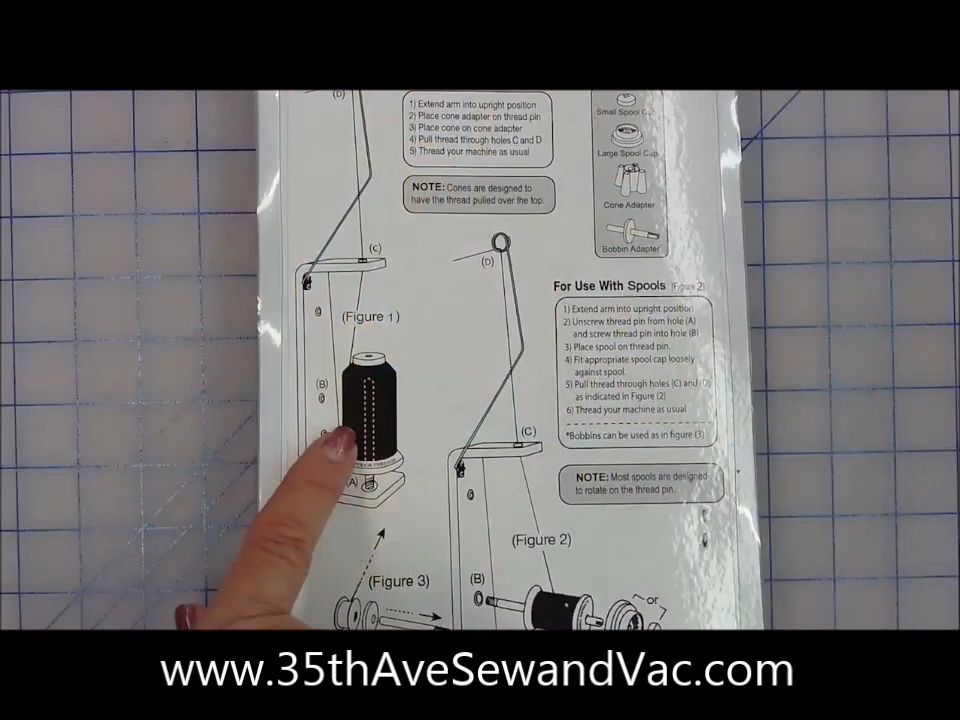 (D)
1) Extend arm into upright position
2) Place cone adapter on thread pin
3) Place cone on cone adapter
4) Pull thread through holes C and D
5) Thread your machine as usual
NOTE: Cones are designed to
have the thread pulled over the top.
Small Spool Cap
Large Spool Cup
Cone Adapter
Bobbin Adapter
(C)
(Figure 1)
(B)
(A)
(D)
For Use With Spools (Figure 2)
1) Extend arm into upright position
2) Unscrew thread pin from hole (A)
and screw thread pin into hole (B)
3) Place spool on thread pin.
4) Fit appropriate spool cap loosely
against spool.
5) Pull thread through holes (C) and (D)
as indicated in Figure (2)
6) Thread your machine as usual
*Bobbins can be used as in figure (3)
NOTE: Most spools are designed
to rotate on the thread pin.
(C)
(Figure 2)
(B)
or
(Figure 3)
www.35thAveSewandVac.com